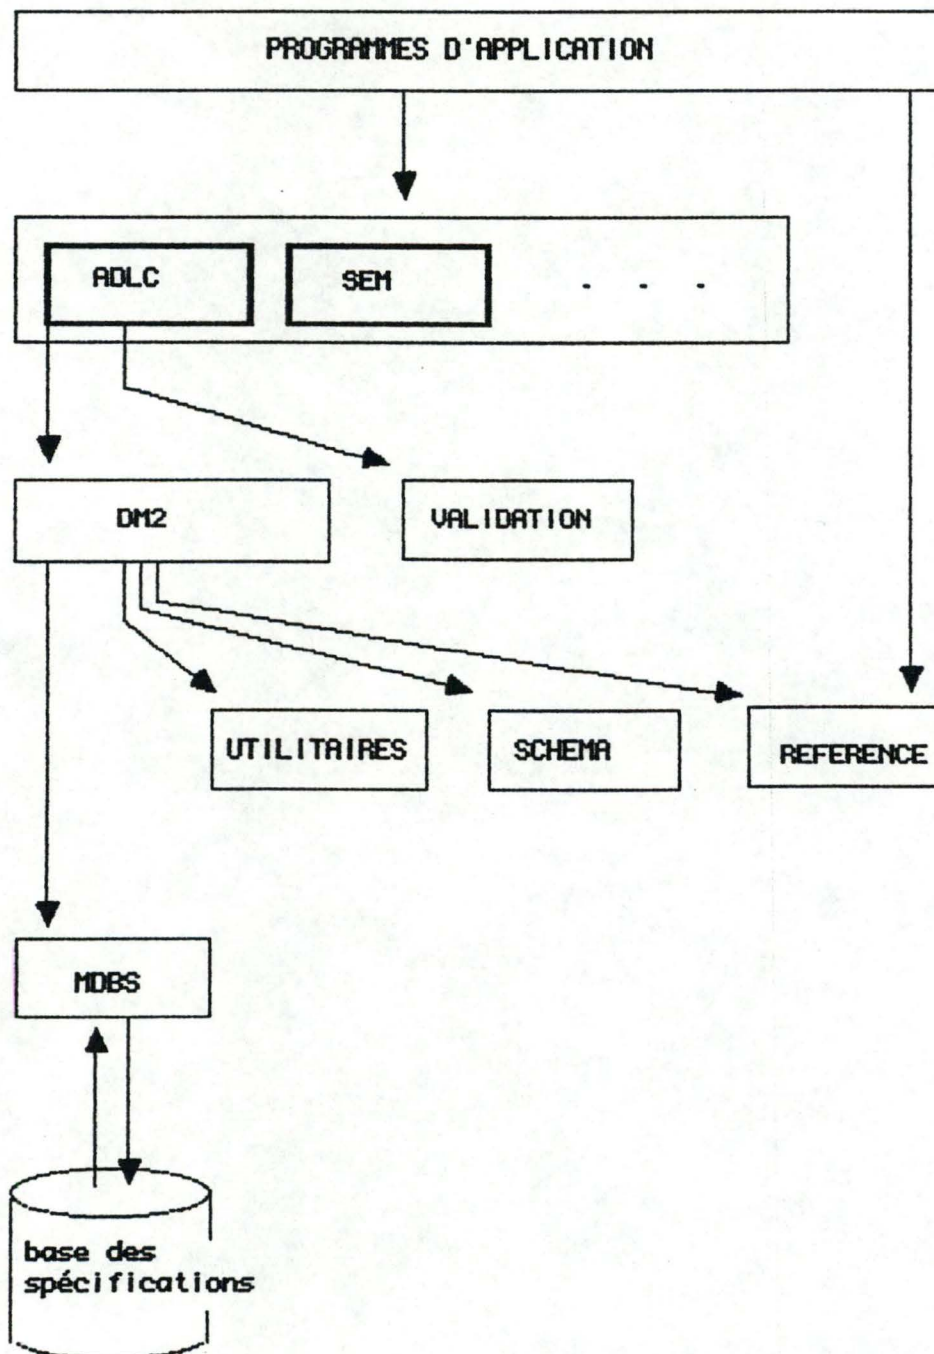 PROGRAMMES D'APPLICATION
ADLC
SEM
. . .
DM2
VALIDATION
UTILITAIRES
SCHEMA
REFERENCE
MDBS
base des
spécifications